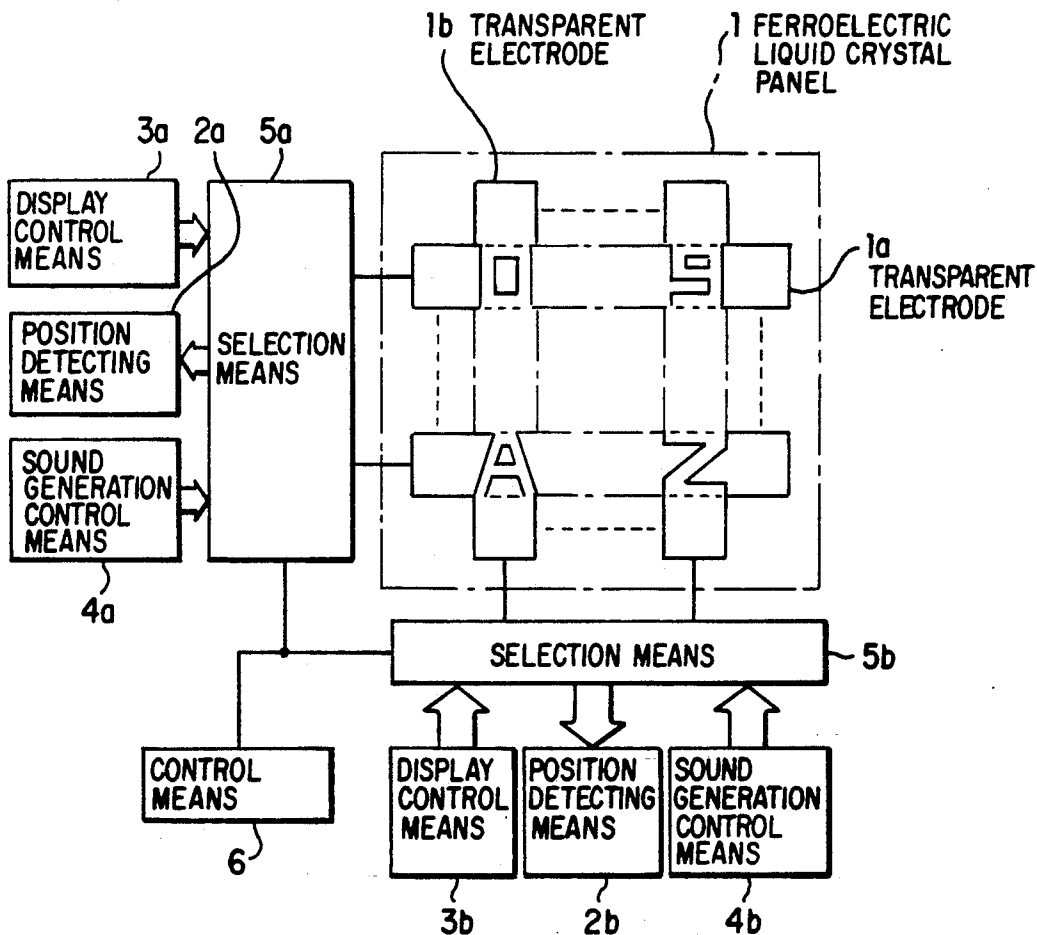 1b TRANSPARENT
ELECTRODE
1 FERROELECTRIC
LIQUID CRYSTAL
PANEL
3a
2a
5a
DISPLAY
CONTROL
MEANS
1a
TRANSPARENT
ELECTRODE
0
9
POSITION
DETECTING
MEANS
SELECTION
MEANS
SOUND
GENERATION
CONTROL
MEANS
A
Z
4a
SELECTION MEANS
5b
CONTROL
MEANS
6
DISPLAY
CONTROL
MEANS
POSITION
DETECTING
MEANS
SOUND
GENERATION
CONTROL
MEANS
3b
2b
4b